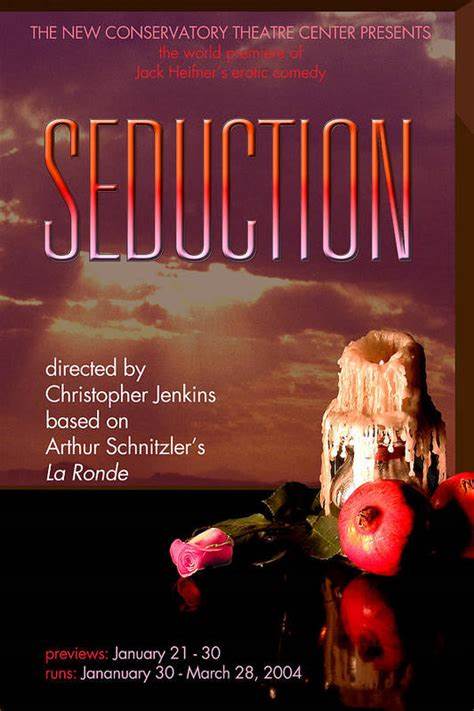 THE NEW CONSERVATORY THEATRE CENTER PRESENTS
the world premiere of
Jack Heifner's erotic comedy
SEDUCTION
directed by
Christopher Jenkins
based on
Arthur Schnitzler's
La Ronde
previews: January 21 - 30
runs: Jananuary 30 - March 28, 2004